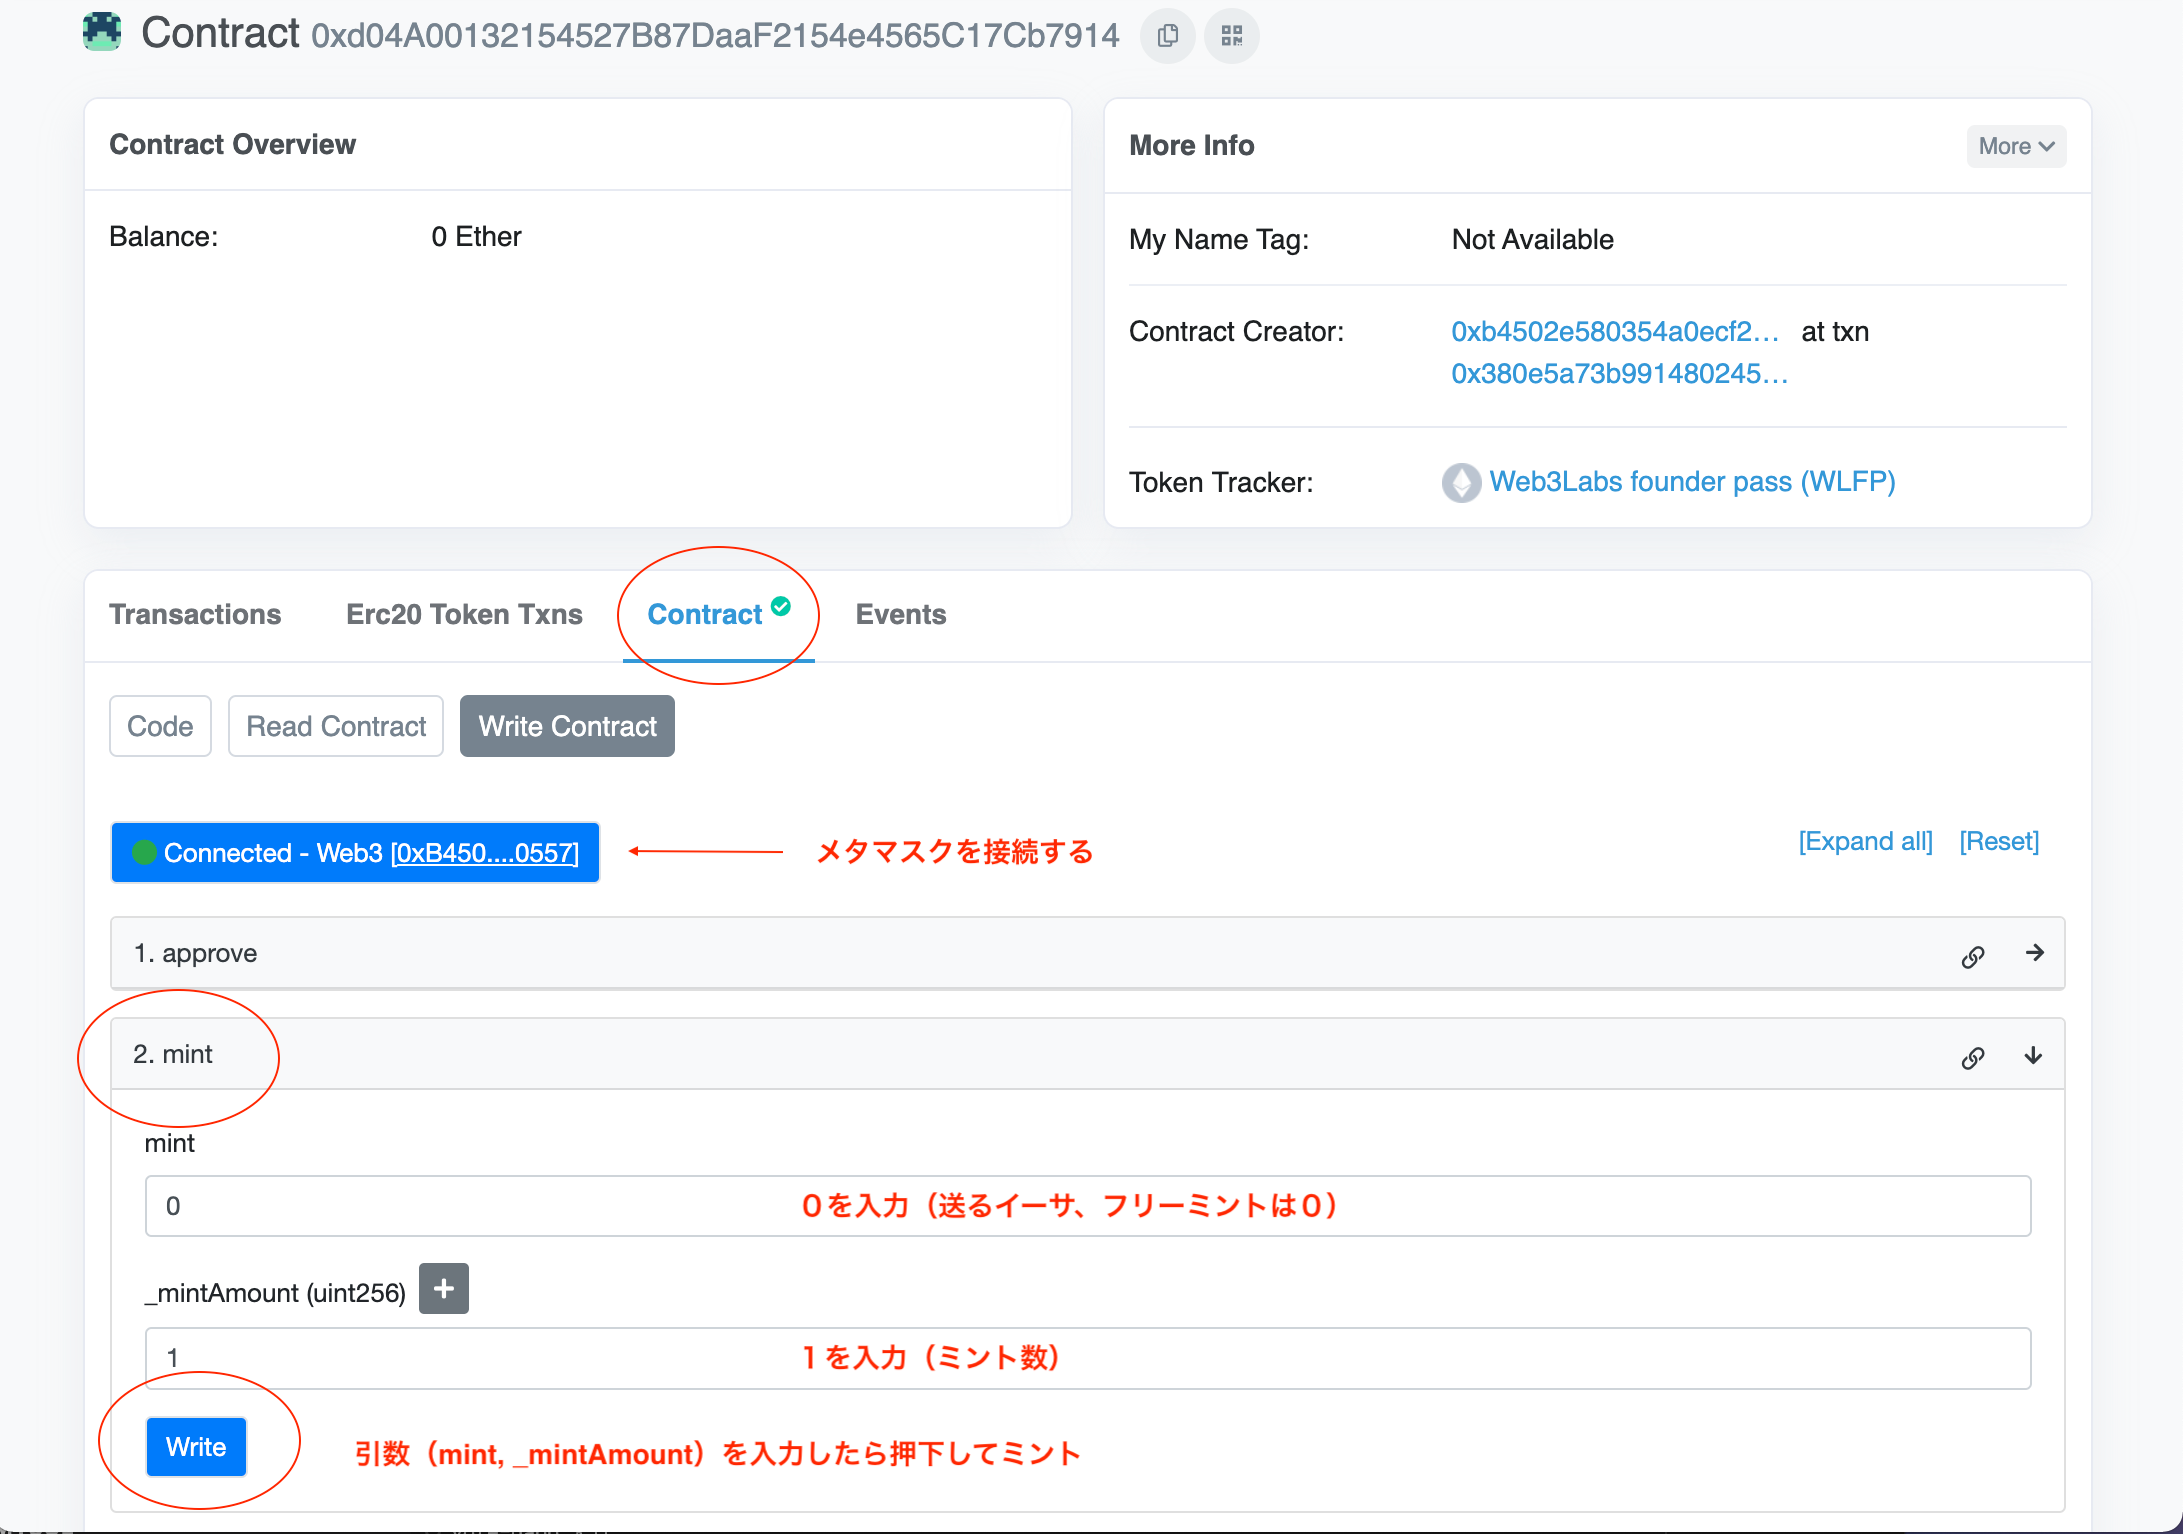 Contract 0xd04A00132154527B87DaaF2154e4565C17Cb7914
Contract Overview
Balance: 0 Ether
More Info
More
My Name Tag: Not Available
Contract Creator: 0xb4502e580354a0ecf2... at txn
0x380e5a73b991480245...
Token Tracker: Web3Labs founder pass (WLFP)
Transactions Erc20 Token Txns Contract Events
Code Read Contract Write Contract
Connected - Web3 [0xB450....0557] メタマスクを接続する [Expand all] [Reset]
1. approve
2. mint
mint
0 0を入力（送るイーサ、フリーミントは0）
_mintAmount (uint256) +
1 1を入力（ミント数）
Write 引数（mint, _mintAmount）を入力したら押下してミント